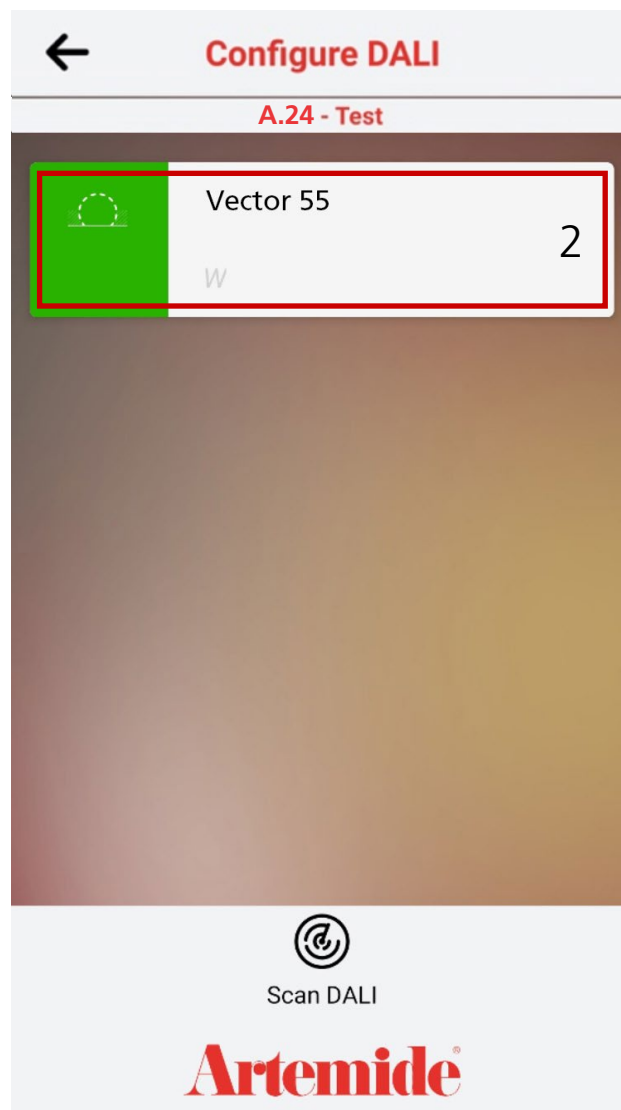 Configure DALI
A.24 - Test
Vector 55
2
W
Scan DALI
Artemide®